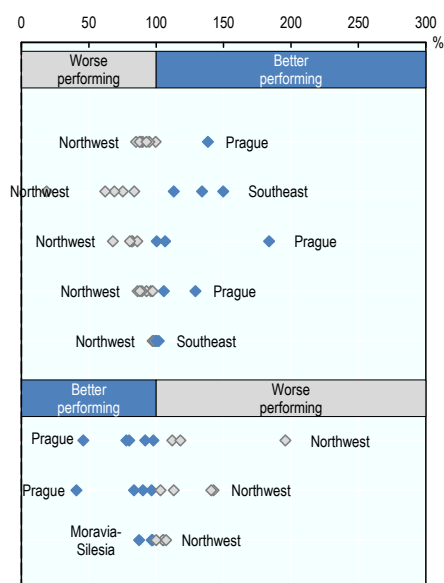 0 50 100 150 200 250 300
%
Worse performing
Better performing
Northwest Prague
Northwest Southeast
Northwest Prague
Northwest Prague
Northwest Southeast
Better performing
Worse performing
Prague Northwest
Prague Northwest
Moravia-
Silesia
Northwest